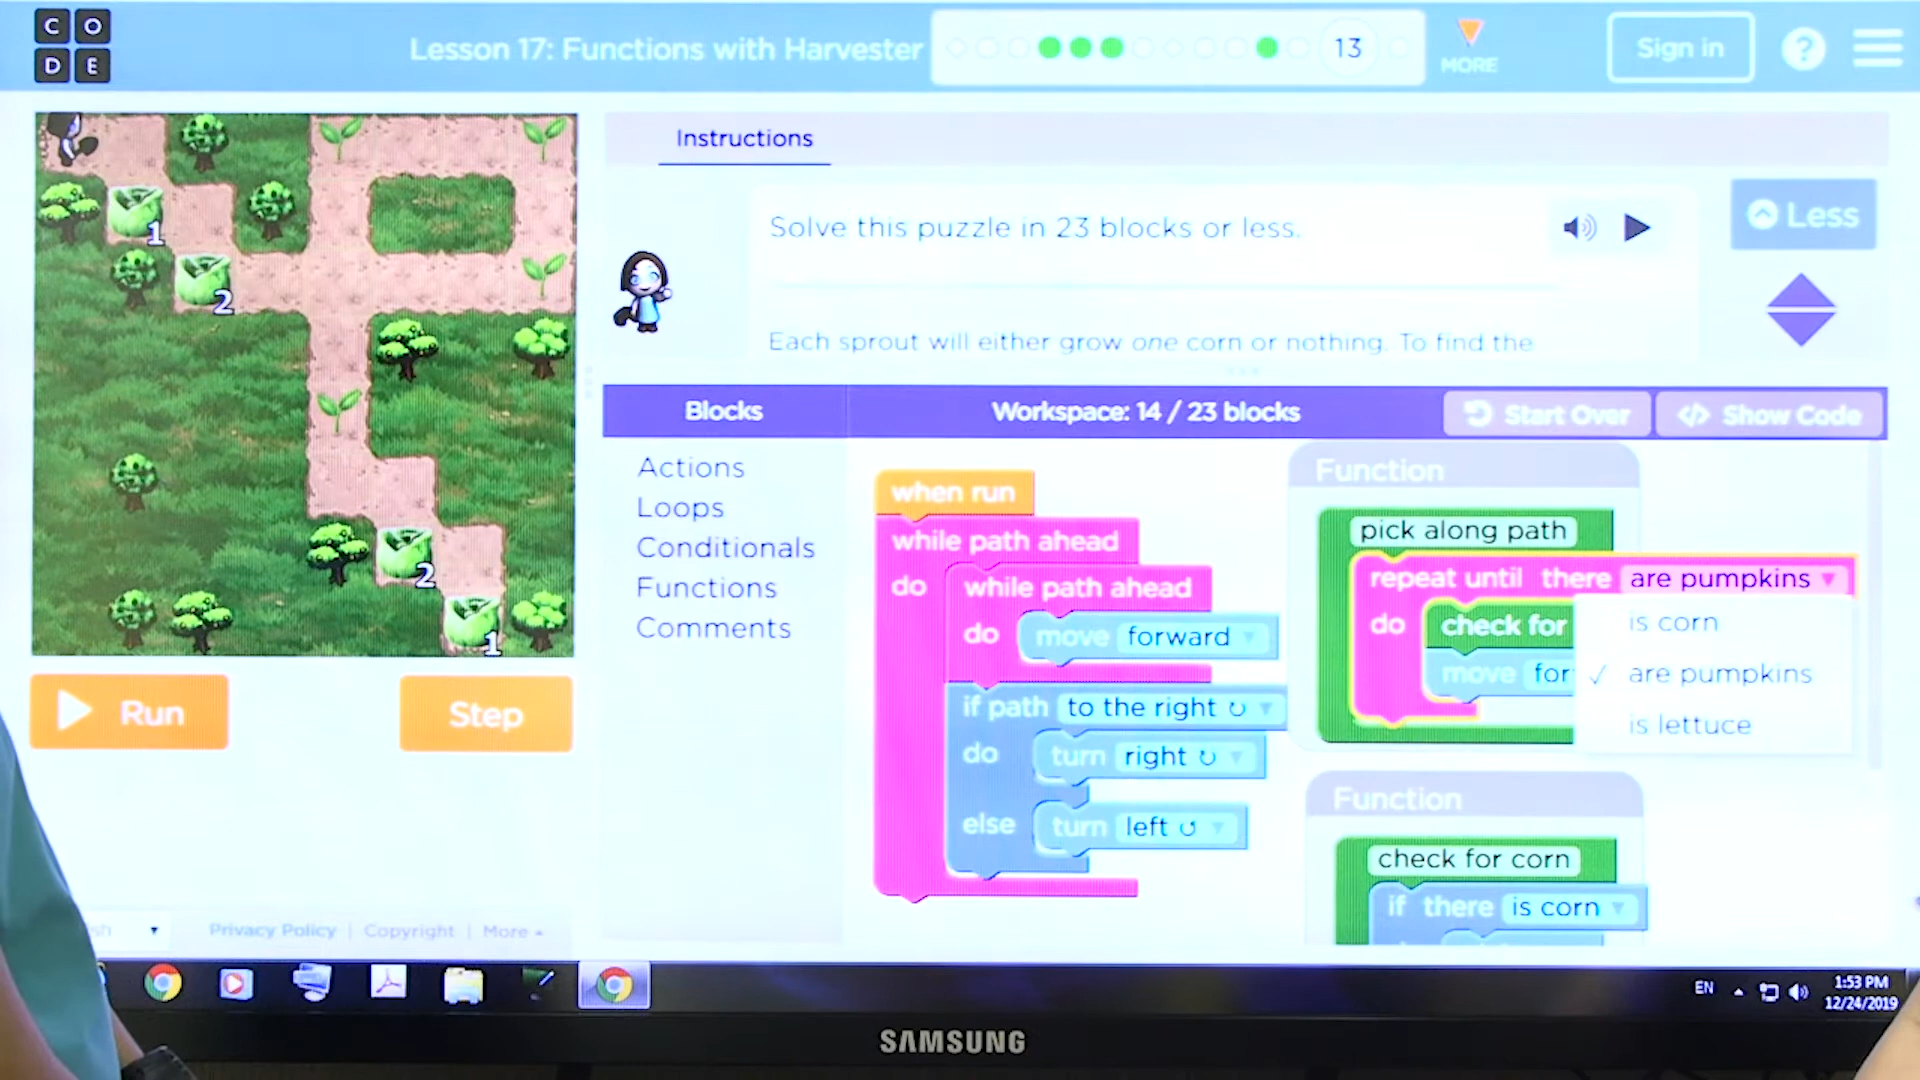 C O
D E
Lesson 17: Functions with Harvester
13
MORE
Sign in
?
1
2
2
1
Instructions
Solve this puzzle in 23 blocks or less.
Less
Each sprout will either grow one corn or nothing. To find the
Blocks
Workspace: 14 / 23 blocks
Start Over
</> Show Code
Actions
Loops
Conditionals
Functions
Comments
when run
while path ahead
do
while path ahead
do
move forward
if path to the right ↻
do
turn right ↻
else
turn left ↺
Function
pick along path
repeat until there are pumpkins
do
check for
move for
is corn
✓ are pumpkins
is lettuce
Function
check for corn
if there is corn
Run
Step
sh
Privacy Policy | Copyright | More
EN
1:53 PM
12/24/2019
SAMSUNG